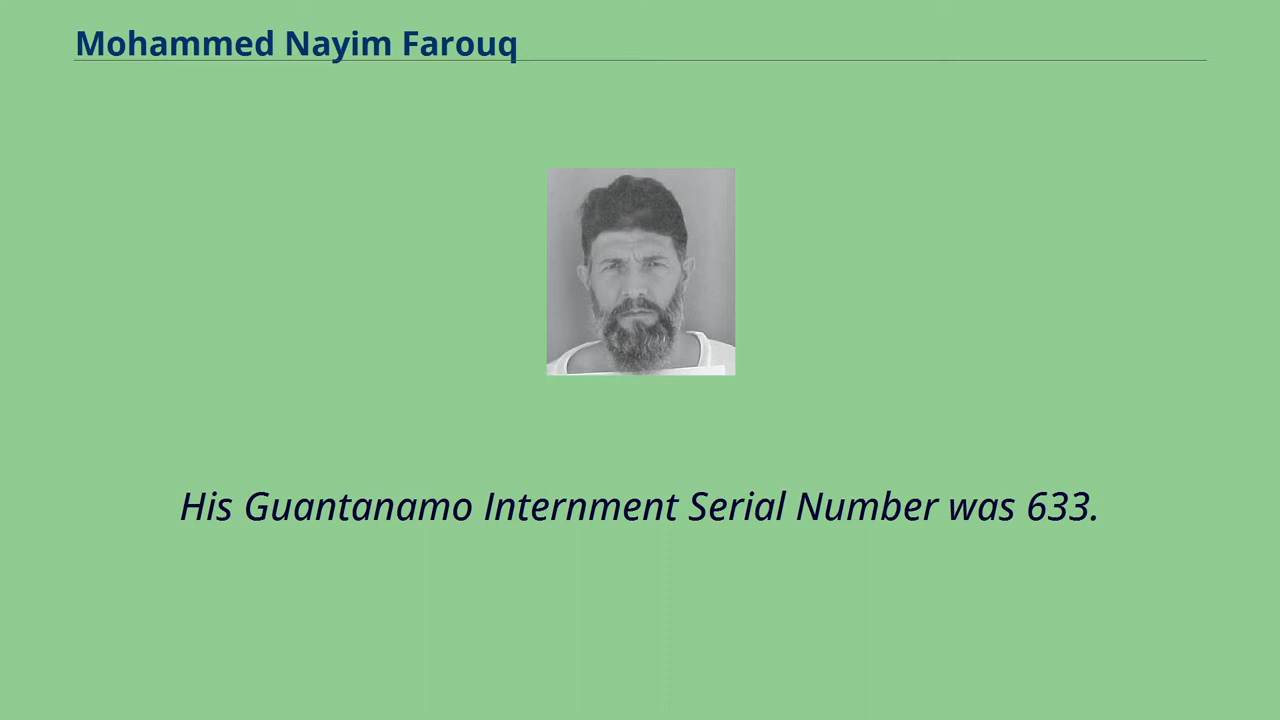 Mohammed Nayim Farouq
His Guantanamo Internment Serial Number was 633.